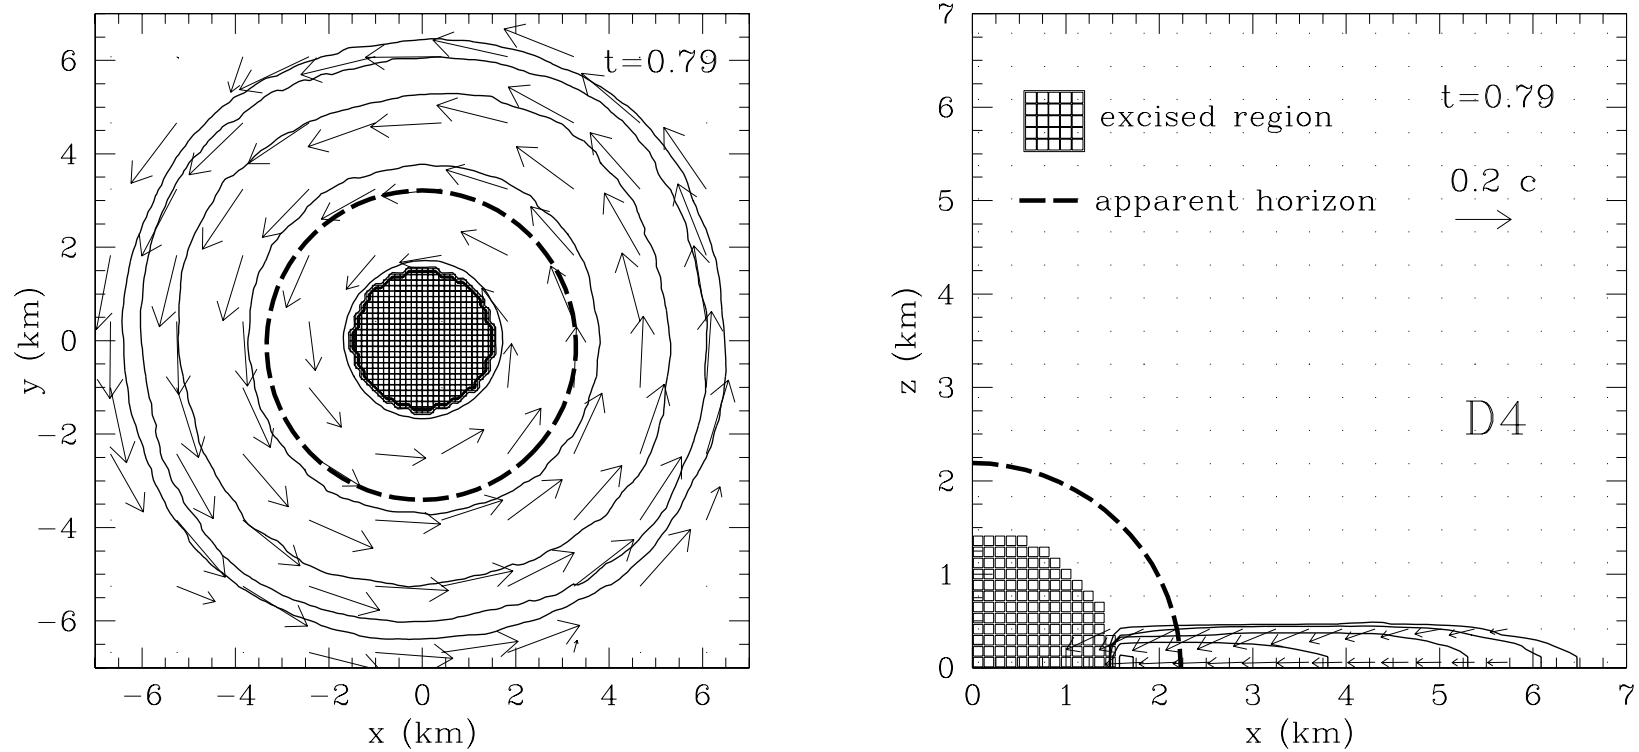 t=0.79
6
4
2
0
−2
−4
−6
y (km)
−6 −4 −2 0 2 4 6
x (km)
7
6
5
4
3
2
1
0
z (km)
excised region
t=0.79
0.2 c
apparent horizon
D4
0 1 2 3 4 5 6 7
x (km)